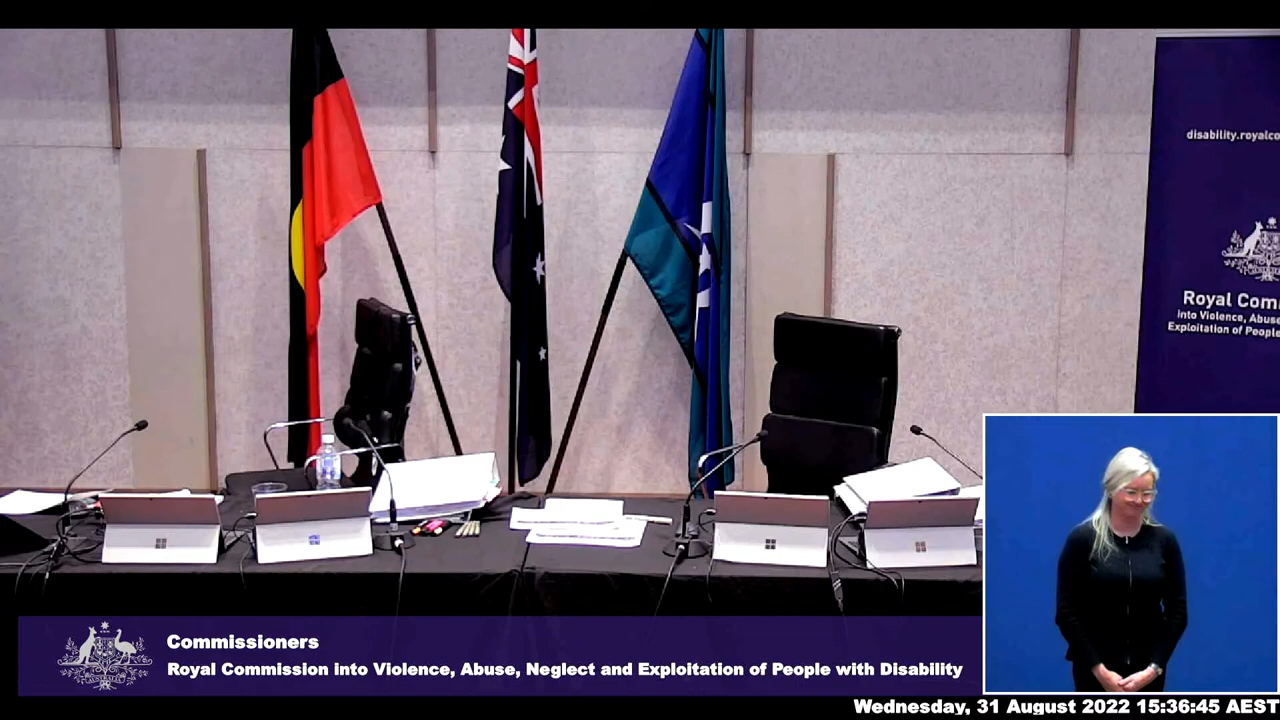 disability.royalco
Royal Com
into Violence, Abuse
Exploitation of People
Commissioners
Royal Commission into Violence, Abuse, Neglect and Exploitation of People with Disability
Wednesday, 31 August 2022 15:36:45 AEST